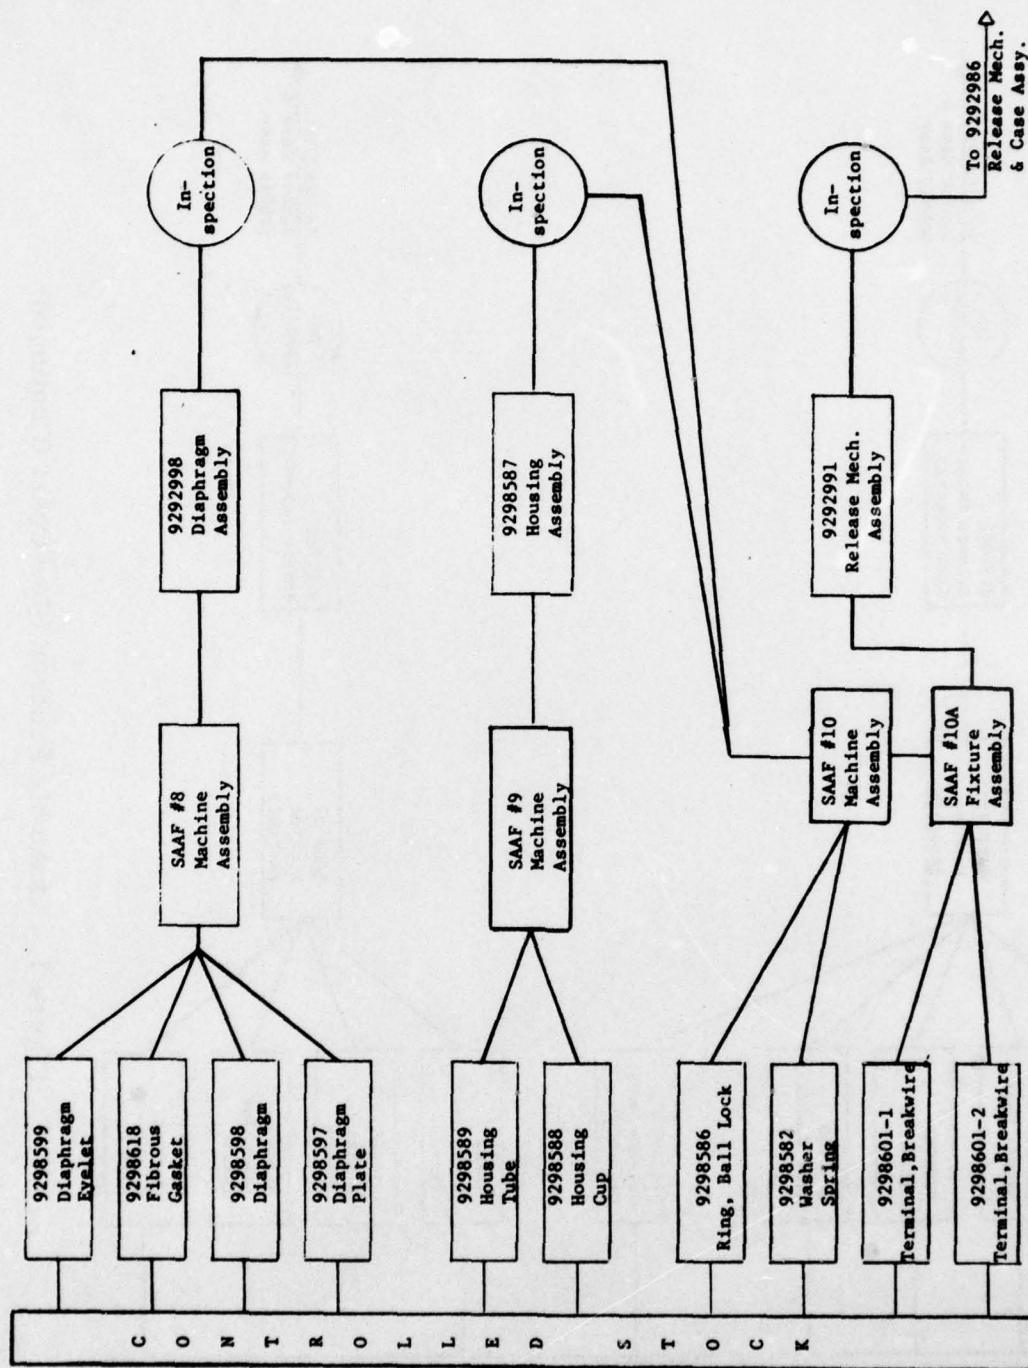 CONTROLLED STOCK
9298599
Diaphragm
Eyelet
9298618
Fibrous
Gasket
9298598
Diaphragm
9298597
Diaphragm
Plate
9298589
Housing
Tube
9298588
Housing
Cup
9298586
Ring, Ball Lock
9298582
Washer
Spring
9298601-1
Terminal,Breakwire
9298601-2
Terminal,Breakwire
SAAF #8
Machine
Assembly
SAAF #9
Machine
Assembly
SAAF #10
Machine
Assembly
SAAF #10A
Fixture
Assembly
9292998
Diaphragm
Assembly
9298587
Housing
Assembly
9292991
Release Mech.
Assembly
In-
spection
In-
spection
In-
spection
To 9292986
Release Mech.
& Case Assy.